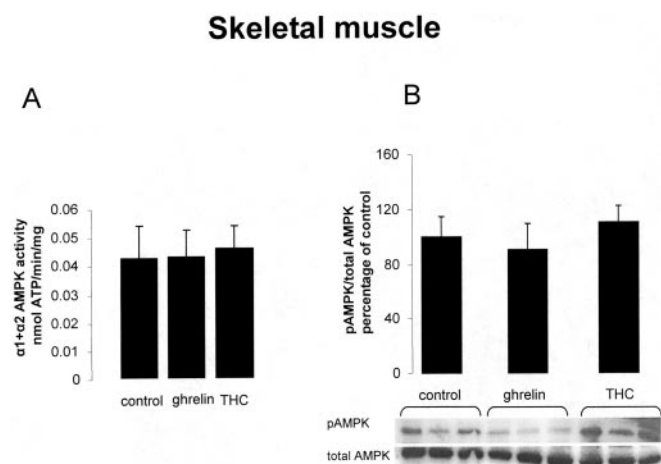 Skeletal muscle
A
α1+α2 AMPK activity
nmol ATP/min/mg
0.06
0.05
0.04
0.03
0.02
0.01
0
control ghrelin THC
B
pAMPK/total AMPK
percentage of control
160
120
80
40
0
control ghrelin THC
pAMPK
total AMPK